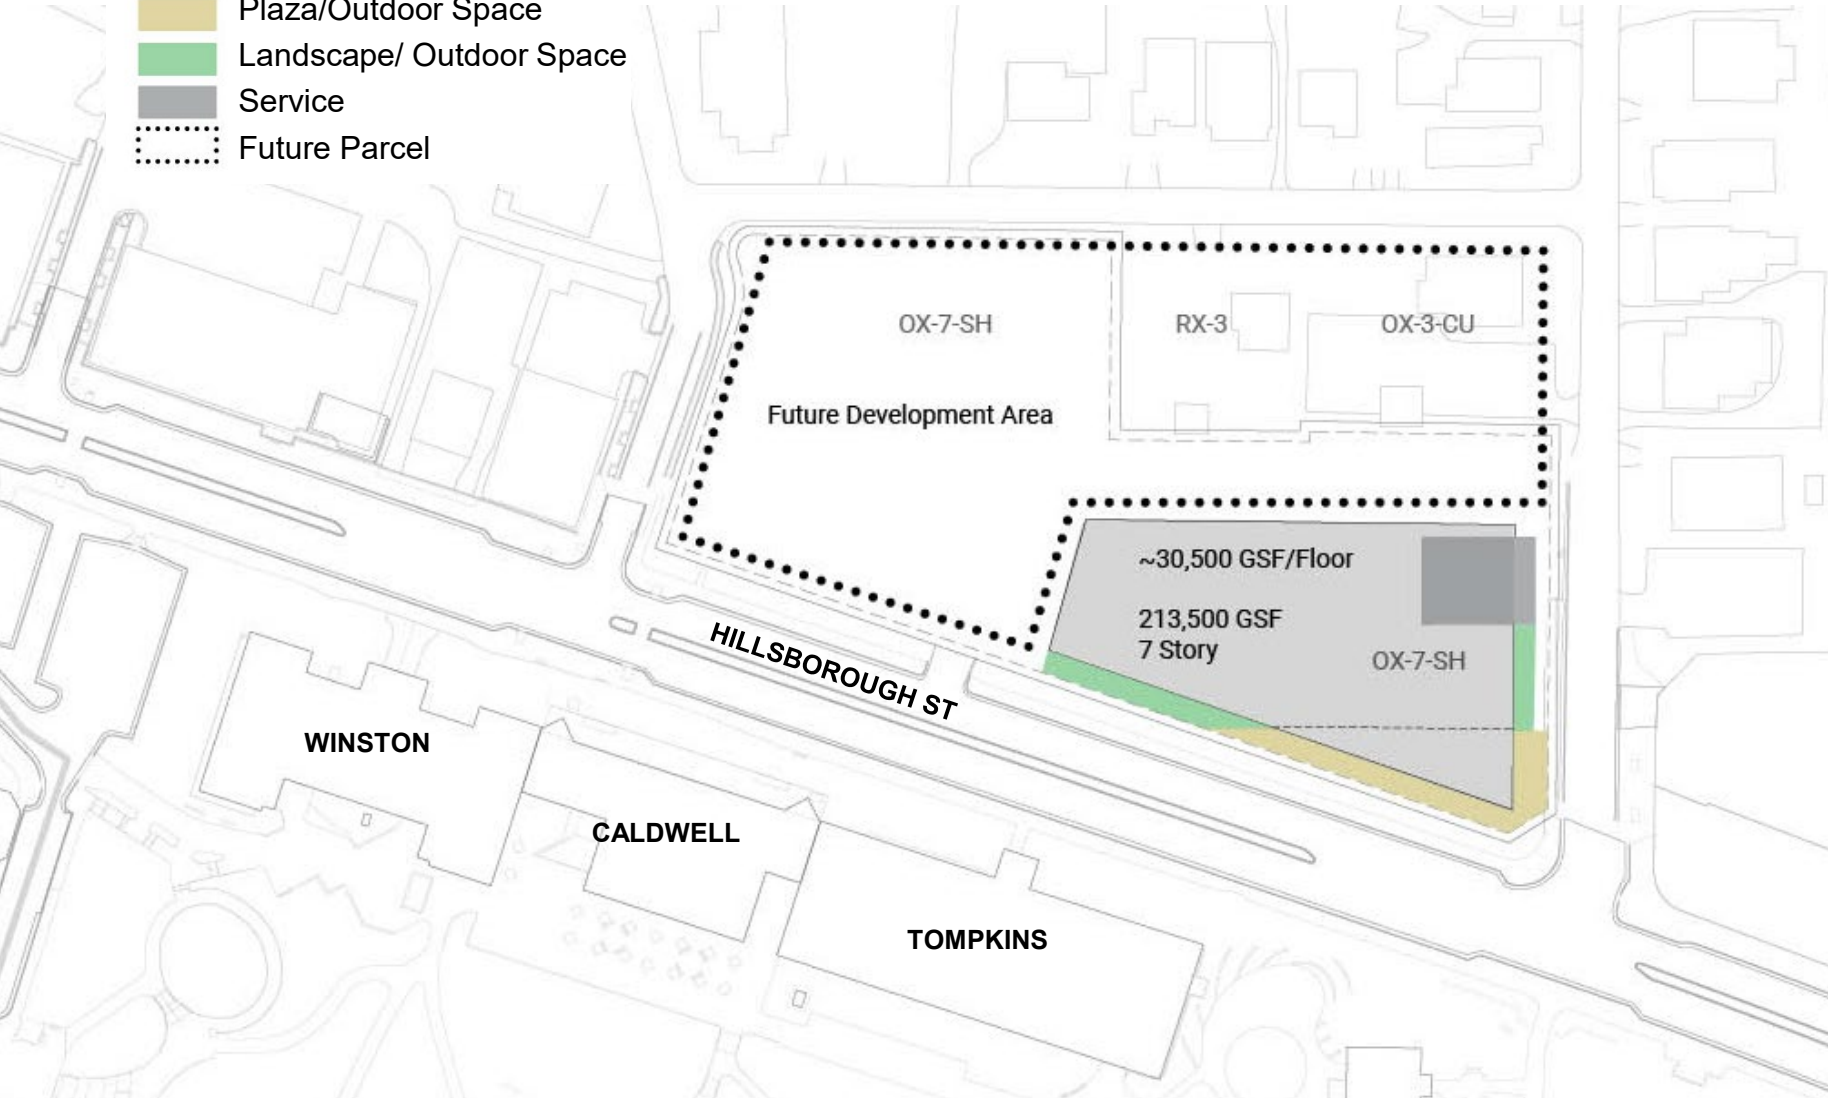 Plaza/Outdoor Space
Landscape/ Outdoor Space
Service
Future Parcel
OX-7-SH
RX-3
OX-3-CU
Future Development Area
~30,500 GSF/Floor
213,500 GSF
7 Story
OX-7-SH
HILLSBOROUGH ST
WINSTON
CALDWELL
TOMPKINS